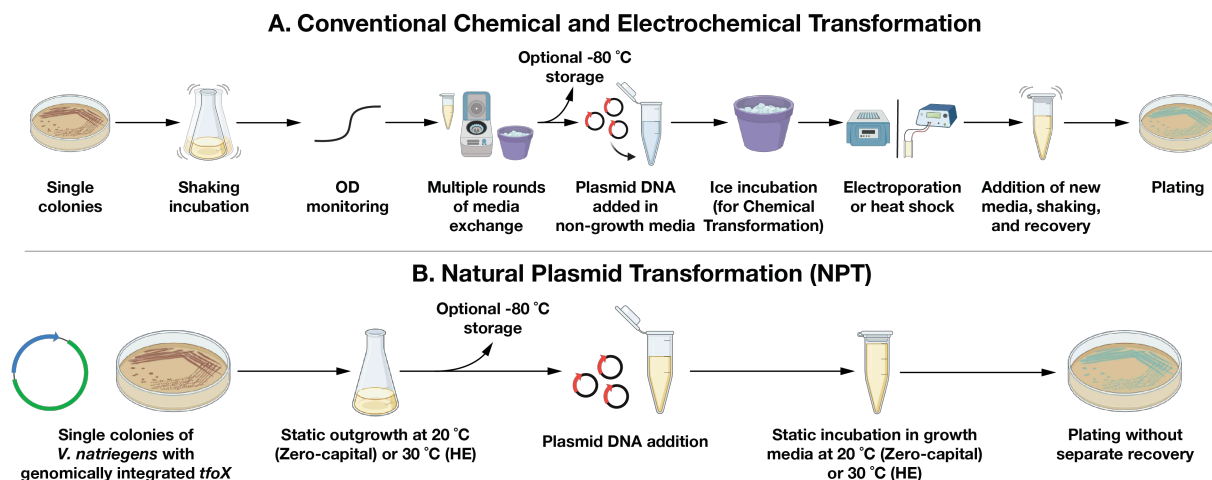 A. Conventional Chemical and Electrochemical Transformation
Optional -80 ˚C
storage
Single
colonies
Shaking
incubation
OD
monitoring
Multiple rounds
of media
exchange
Plasmid DNA
added in
non-growth media
Ice incubation
(for Chemical
Transformation)
Electroporation
or heat shock
Addition of new
media, shaking,
and recovery
Plating
B. Natural Plasmid Transformation (NPT)
Optional -80 ˚C
storage
Single colonies of
V. natriegens with
genomically integrated tfoX
Static outgrowth at 20 ˚C
(Zero-capital) or 30 ˚C (HE)
Plasmid DNA addition
Static incubation in growth
media at 20 ˚C (Zero-capital)
or 30 ˚C (HE)
Plating without
separate recovery